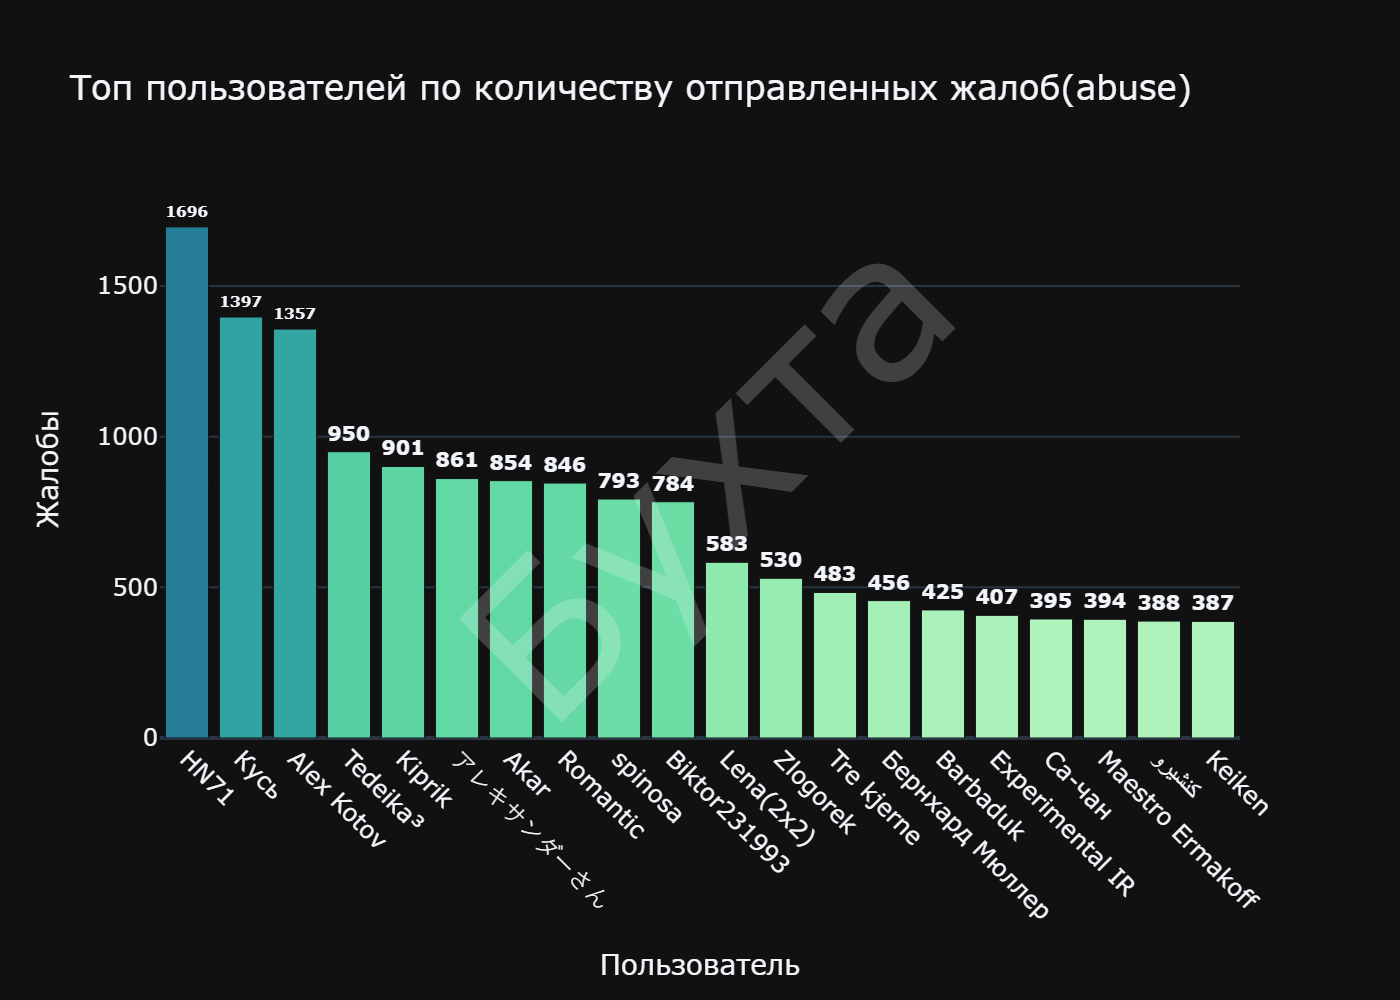 Топ пользователей по количеству отправленных жалоб(abuse)
1696
1397
1357
950
901
861
854
846
793
784
583
530
483
456
425
407
395
394
388
387
1500
1000
500
0
Жалобы
HN71
Кусь
Alex Kotov
Tedeika³
Kiprik
アレキサンダーさん
Akar
Romantic
spinosa
Biktor231993
Lena(2x2)
Zlogorek
Tre kjerne
Бернхард Мюллер
Barbaduk
Experimental IR
Са-чан
Maestro Ermakoff
كنشيرو
Keiken
Пользователь
Бухта